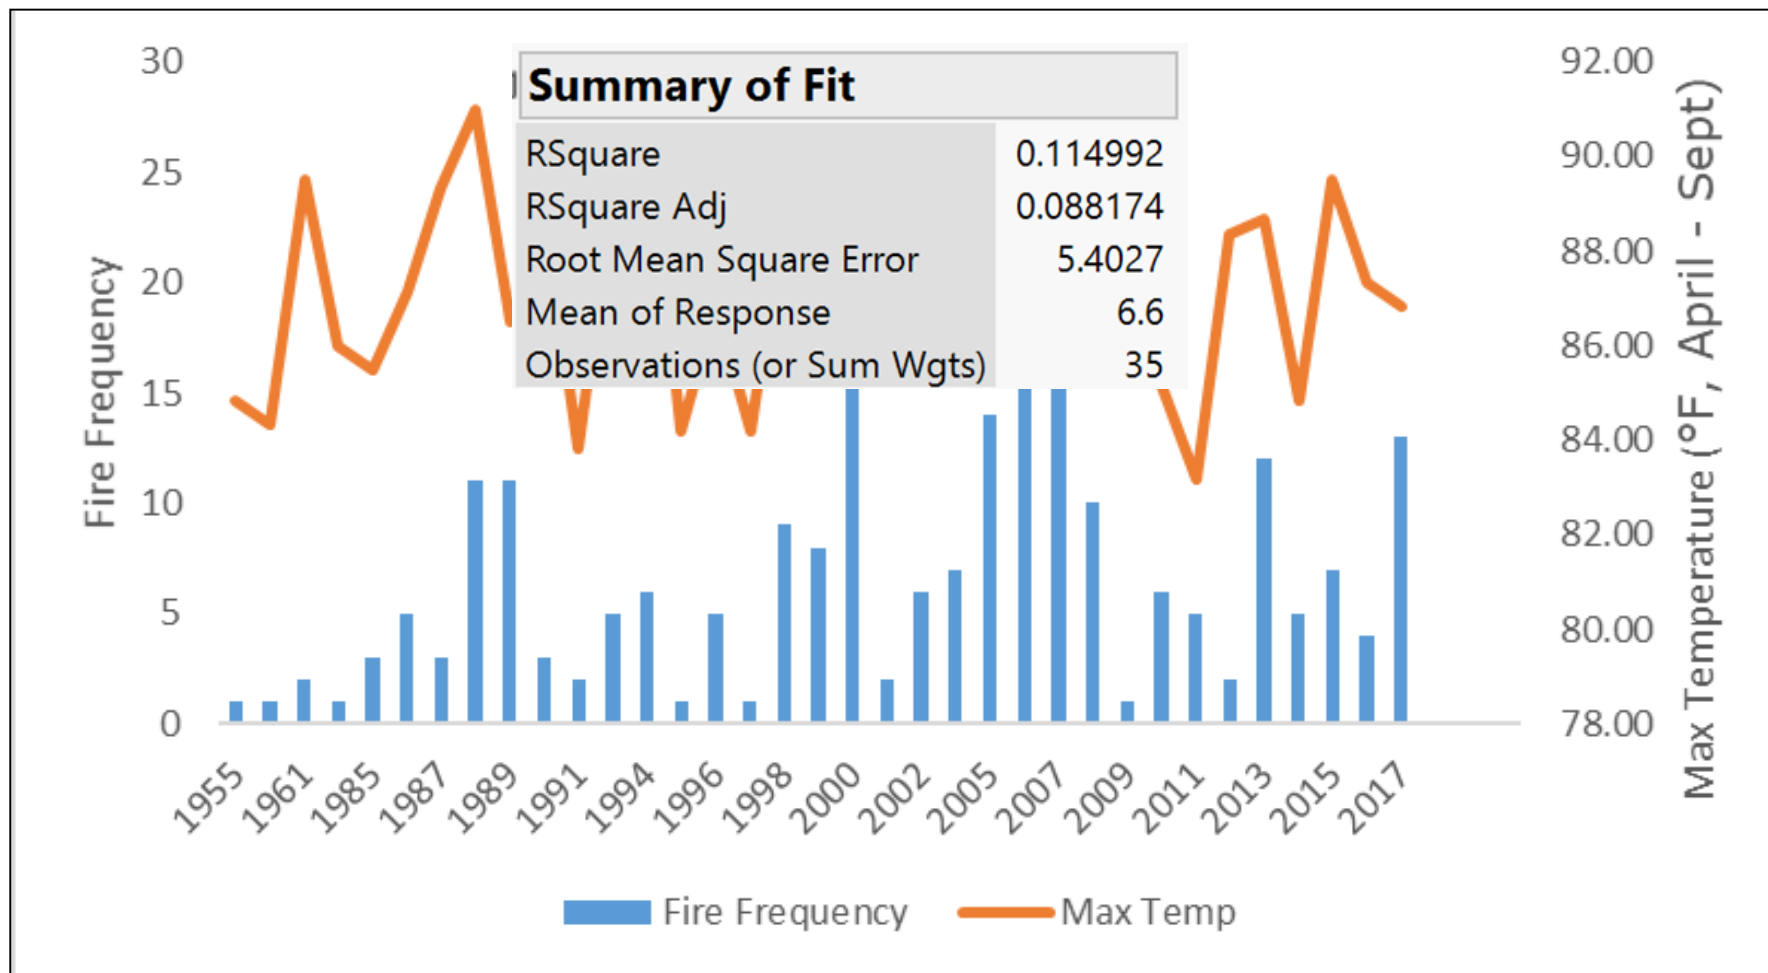 30
25
20
15
10
5
0
Fire Frequency
Summary of Fit
RSquare 0.114992
RSquare Adj 0.088174
Root Mean Square Error 5.4027
Mean of Response 6.6
Observations (or Sum Wgts) 35
92.00
90.00
88.00
86.00
84.00
82.00
80.00
78.00
Max Temperature (°F, April - Sept)
1955 1961 1985 1987 1989 1991 1994 1996 1998 2000 2002 2005 2007 2009 2011 2013 2015 2017
Fire Frequency Max Temp